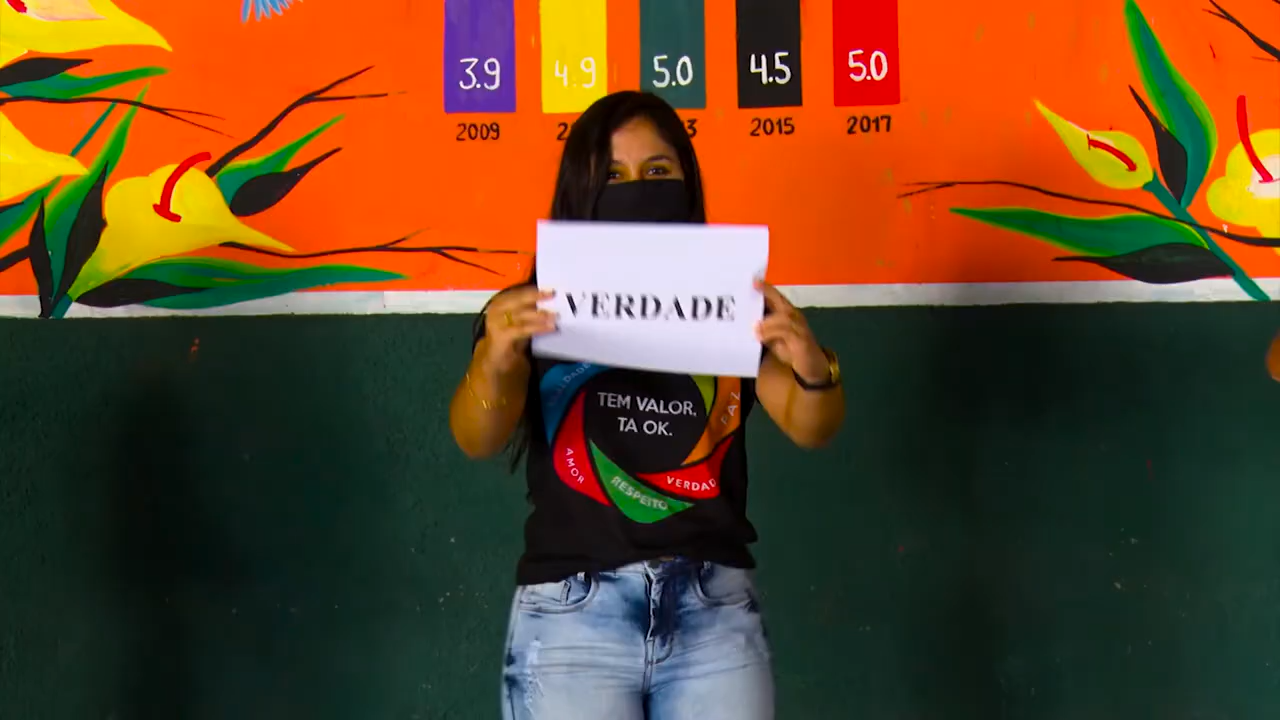 3.9 4.9 5.0 4.5 5.0
2009 2015 2017
VERDADE
TEM VALOR,
TA OK.
AMOR
RESPEITO
VERDAD